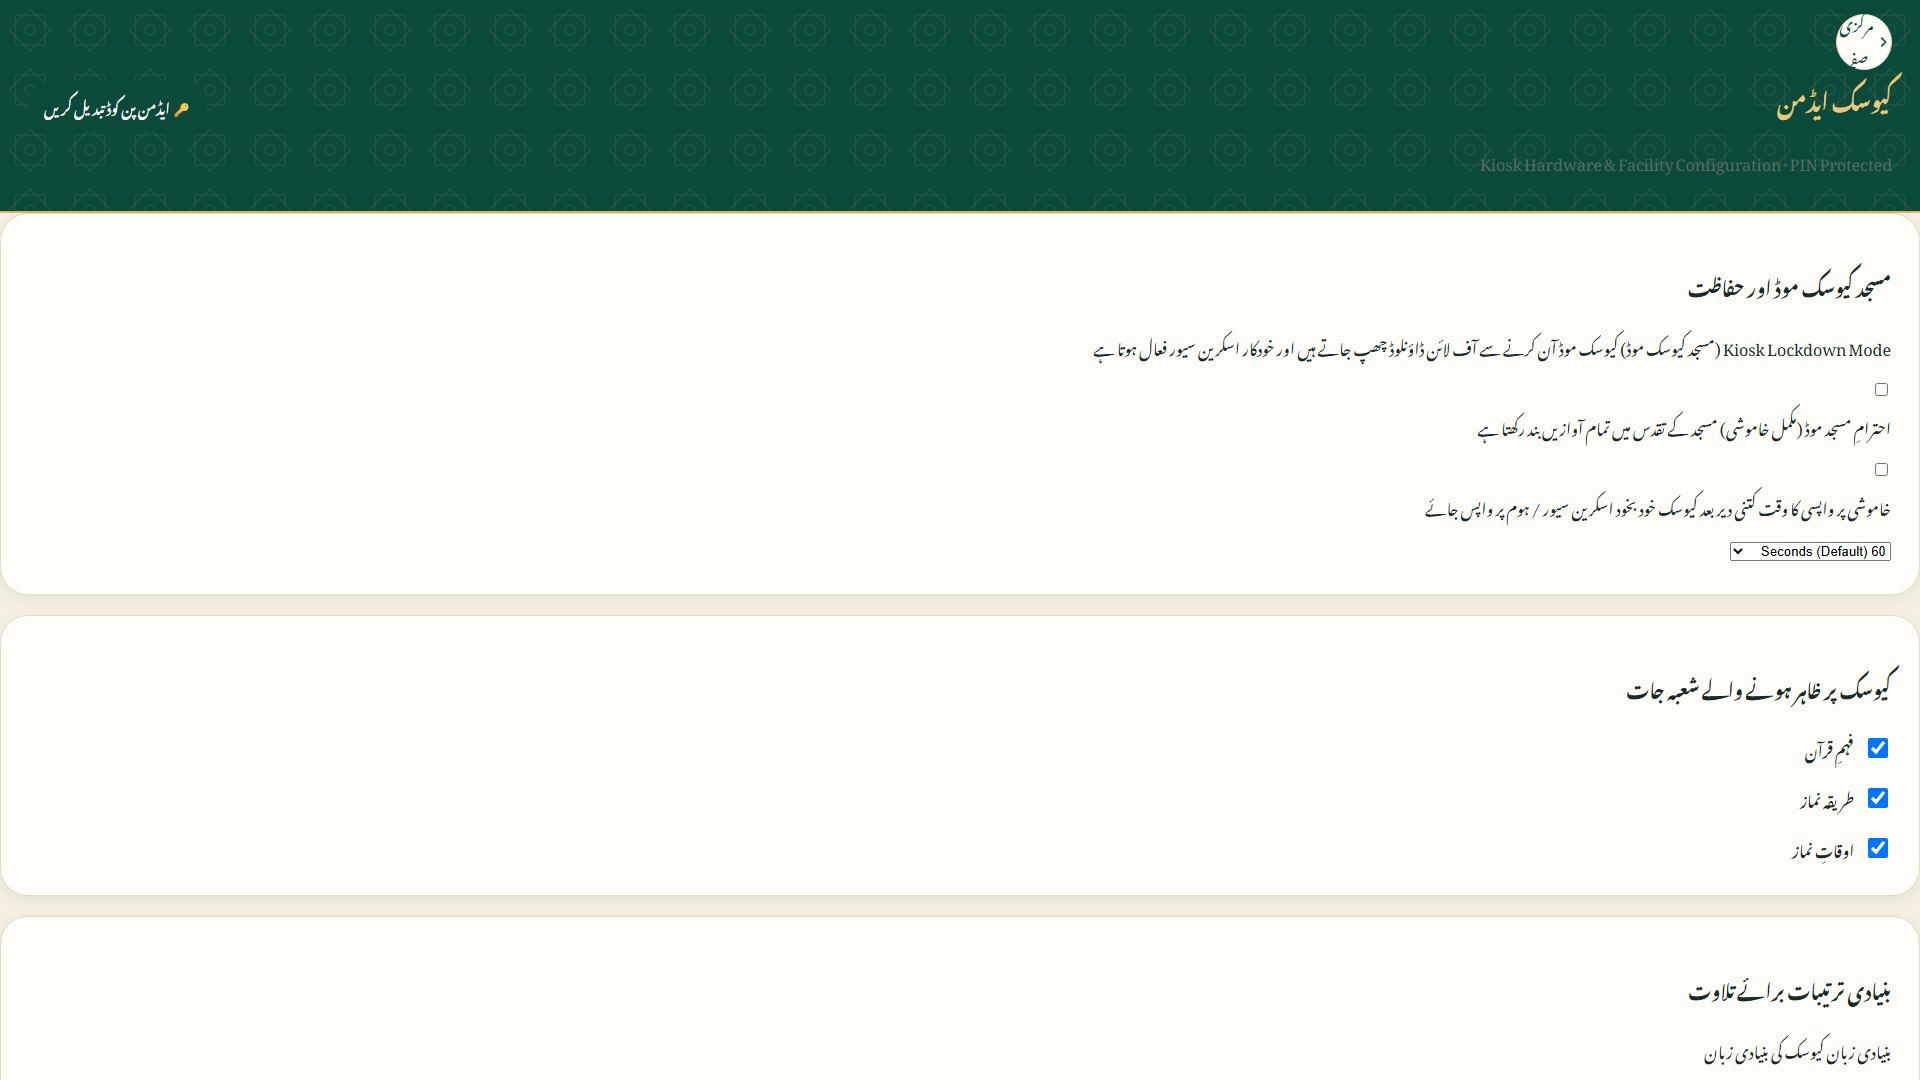 مرکزی
صفہ
کیوسک ایڈمن
🔑 ایڈمن پن کوڈ تبدیل کریں
Kiosk Hardware & Facility Configuration · PIN Protected
مسجد کیوسک موڈ اور حفاظت
Kiosk Lockdown Mode (مسجد کیوسک موڈ) کیوسک موڈ آن کرنے سے آف لائن ڈاؤنلوڈ چھپ جاتے ہیں اور خودکار اسکرین سیور فعال ہوتا ہے
احترامِ مسجد موڈ (مکمل خاموشی) مسجد کے تقدس میں تمام آوازیں بند رکھتا ہے
خاموشی پر واپسی کا وقت کتنی دیر بعد کیوسک خود بخود اسکرین سیور / ہوم پر واپس جائے
60 Seconds (Default)
کیوسک پر ظاہر ہونے والے شعبہ جات
فہمِ قرآن
طریقہ نماز
اوقاتِ نماز
بنیادی ترتیبات برائے تلاوت
بنیادی زبان کیوسک کی بنیادی زبان